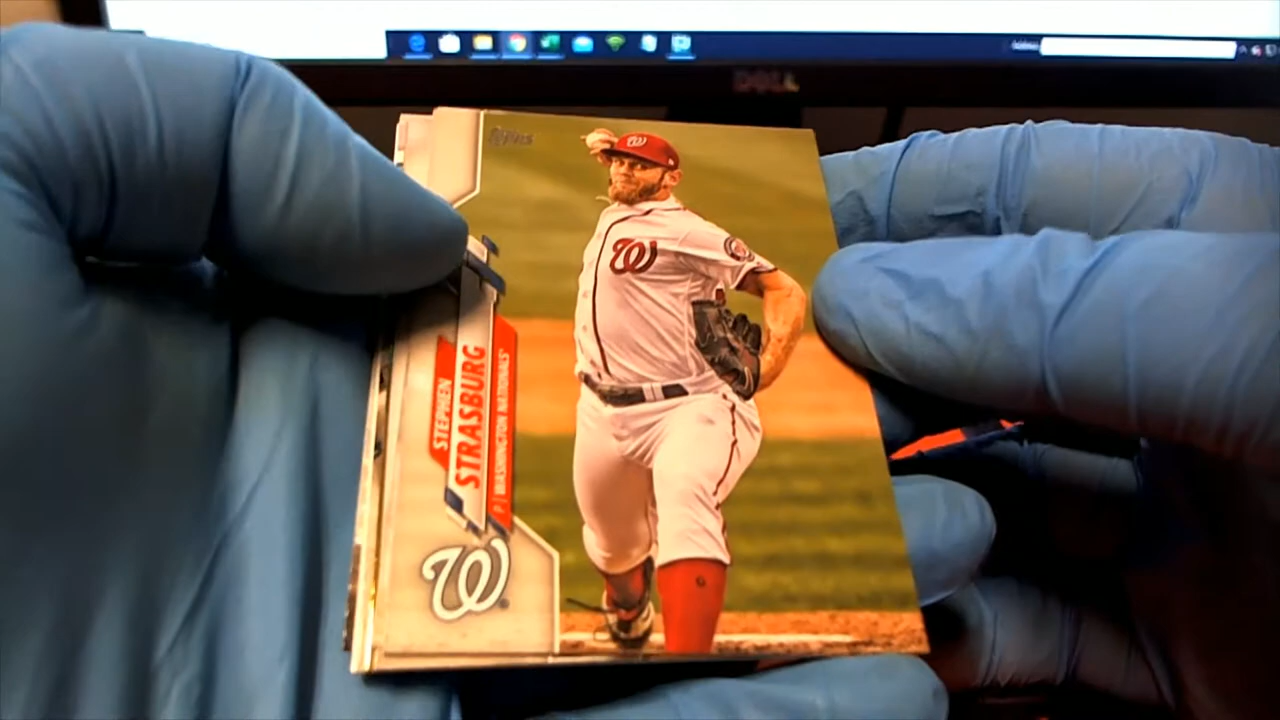 DELL
Topps
W
W
STEPHEN
STRASBURG
P | WASHINGTON NATIONALS®
W